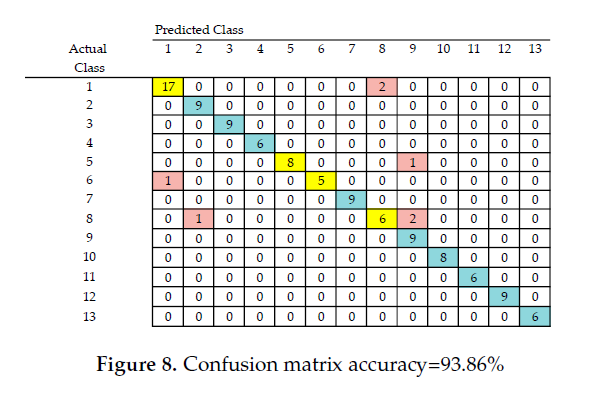 Predicted Class
Actual Class 1 2 3 4 5 6 7 8 9 10 11 12 13
1 17 0 0 0 0 0 0 2 0 0 0 0 0
2 0 9 0 0 0 0 0 0 0 0 0 0 0
3 0 0 9 0 0 0 0 0 0 0 0 0 0
4 0 0 0 6 0 0 0 0 0 0 0 0 0
5 0 0 0 0 8 0 0 0 1 0 0 0 0
6 1 0 0 0 0 5 0 0 0 0 0 0 0
7 0 0 0 0 0 0 9 0 0 0 0 0 0
8 0 1 0 0 0 0 0 6 2 0 0 0 0
9 0 0 0 0 0 0 0 0 9 0 0 0 0
10 0 0 0 0 0 0 0 0 0 8 0 0 0
11 0 0 0 0 0 0 0 0 0 0 6 0 0
12 0 0 0 0 0 0 0 0 0 0 0 9 0
13 0 0 0 0 0 0 0 0 0 0 0 0 6
Figure 8. Confusion matrix accuracy=93.86%